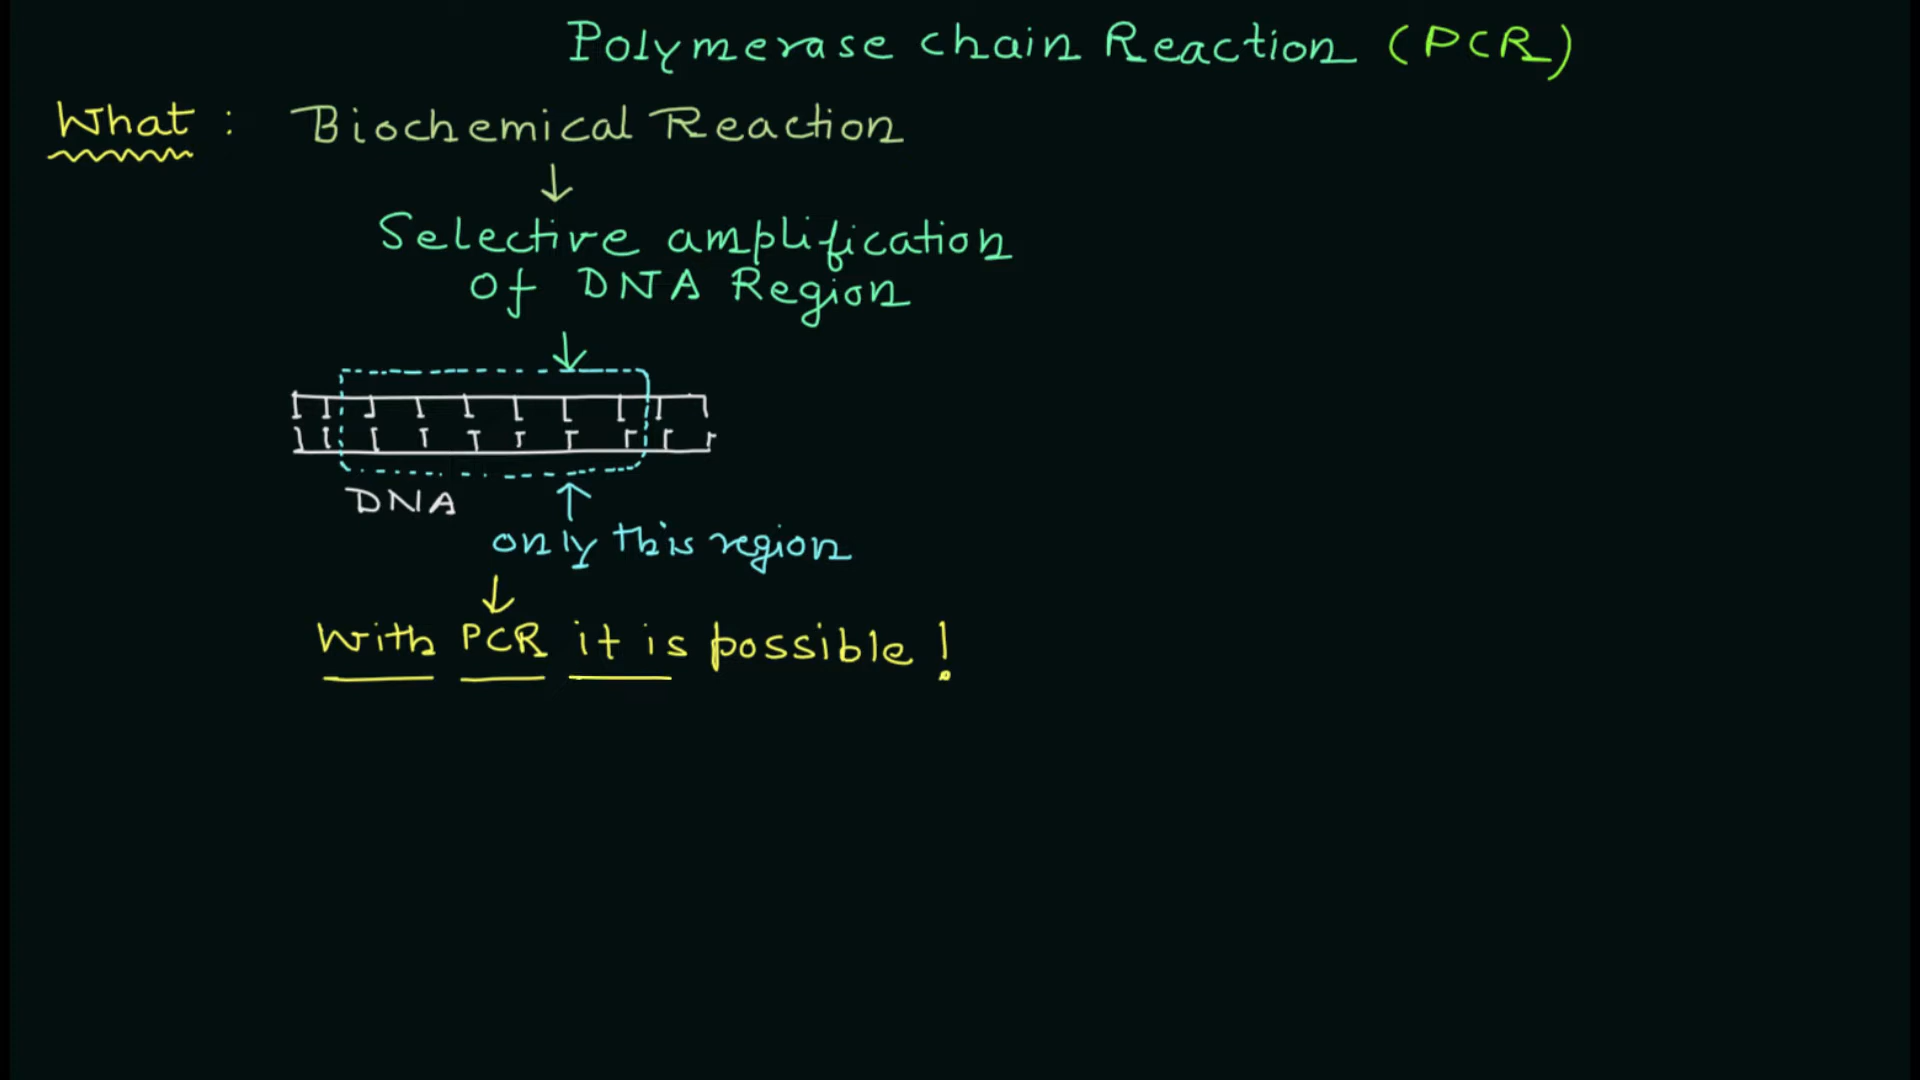 Polymerase chain Reaction (PCR)
What : Biochemical Reaction
Selective amplification
Of DNA Region
DNA
only this region
With PCR it is possible !